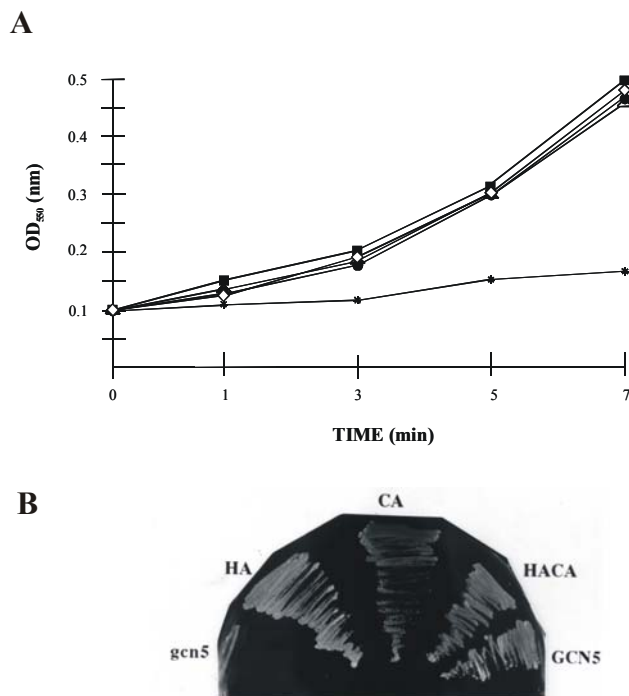 A
0.5
0.4
0.3
0.2
0.1
OD₅₅₀ (nm)
0 1 3 5 7
TIME (min)
B
CA
HA HACA
gcn5 GCN5